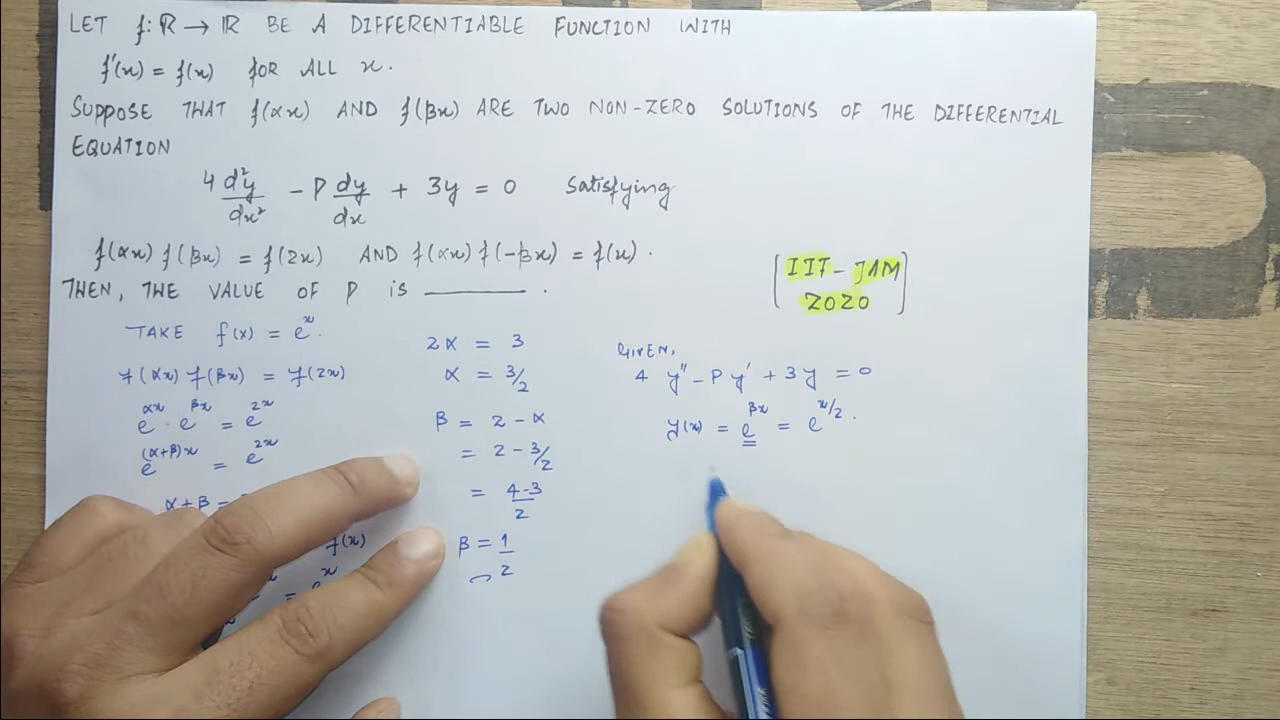 LET f: ℝ → ℝ BE A DIFFERENTIABLE FUNCTION WITH
f'(x) = f(x) FOR ALL x.
SUPPOSE THAT f(αx) AND f(βx) ARE TWO NON-ZERO SOLUTIONS OF THE DIFFERENTIAL
EQUATION
4 d²y/dx² - P dy/dx + 3y = 0 Satisfying
f(αx) f(βx) = f(2x) AND f(αx) f(-βx) = f(x).
THEN, THE VALUE OF P is ______.
[IIT-JAM
2020]
TAKE f(x) = e^x.
f(αx) f(βx) = f(2x)
e^αx · e^βx = e^2x
e^(α+β)x = e^2x
α+β =
f(x)
x
=
2α = 3
α = 3/2
β = 2 - α
= 2 - 3/2
= (4-3)/2
β = 1/2
GIVEN,
4 y'' - P y' + 3y = 0
y(x) = e^βx = e^x/2.